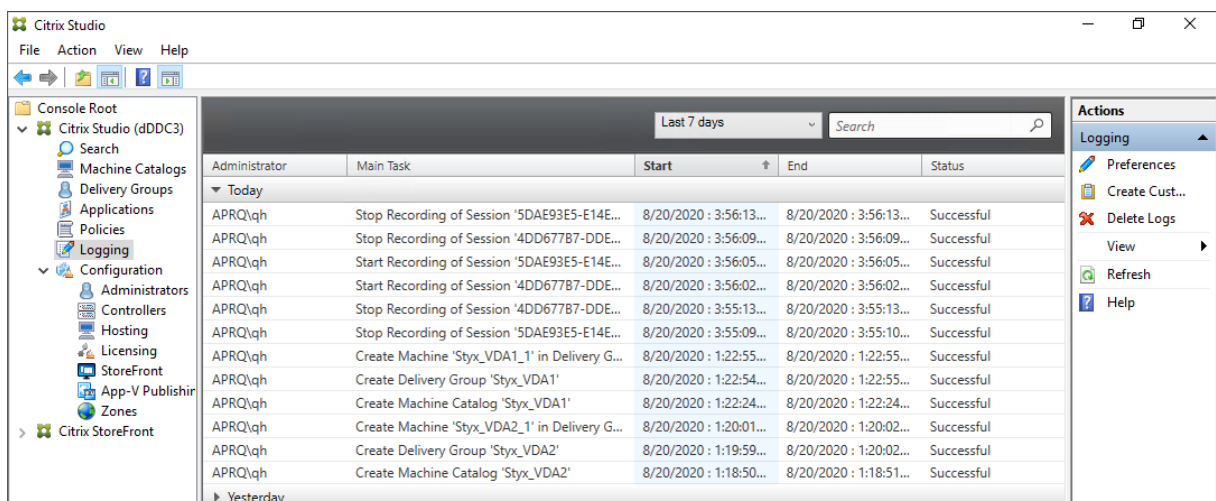 Citrix Studio
File Action View Help
Console Root
Citrix Studio (dDDC3)
Search
Machine Catalogs
Delivery Groups
Applications
Policies
Logging
Configuration
Administrators
Controllers
Hosting
Licensing
StoreFront
App-V Publishin
Zones
Citrix StoreFront
Last 7 days Search
Administrator Main Task Start End Status
Today
APRQ\qh Stop Recording of Session '5DAE93E5-E14E... 8/20/2020 : 3:56:13... 8/20/2020 : 3:56:13... Successful
APRQ\qh Stop Recording of Session '4DD677B7-DDE... 8/20/2020 : 3:56:09... 8/20/2020 : 3:56:09... Successful
APRQ\qh Start Recording of Session '5DAE93E5-E14E... 8/20/2020 : 3:56:05... 8/20/2020 : 3:56:05... Successful
APRQ\qh Start Recording of Session '4DD677B7-DDE... 8/20/2020 : 3:56:02... 8/20/2020 : 3:56:02... Successful
APRQ\qh Stop Recording of Session '4DD677B7-DDE... 8/20/2020 : 3:55:13... 8/20/2020 : 3:55:13... Successful
APRQ\qh Stop Recording of Session '5DAE93E5-E14E... 8/20/2020 : 3:55:09... 8/20/2020 : 3:55:10... Successful
APRQ\qh Create Machine 'Styx_VDA1_1' in Delivery G... 8/20/2020 : 1:22:55... 8/20/2020 : 1:22:55... Successful
APRQ\qh Create Delivery Group 'Styx_VDA1' 8/20/2020 : 1:22:54... 8/20/2020 : 1:22:55... Successful
APRQ\qh Create Machine Catalog 'Styx_VDA1' 8/20/2020 : 1:22:24... 8/20/2020 : 1:22:24... Successful
APRQ\qh Create Machine 'Styx_VDA2_1' in Delivery G... 8/20/2020 : 1:20:01... 8/20/2020 : 1:20:02... Successful
APRQ\qh Create Delivery Group 'Styx_VDA2' 8/20/2020 : 1:19:59... 8/20/2020 : 1:20:02... Successful
APRQ\qh Create Machine Catalog 'Styx_VDA2' 8/20/2020 : 1:18:50... 8/20/2020 : 1:18:51... Successful
Yesterday
Actions
Logging
Preferences
Create Cust...
Delete Logs
View
Refresh
Help